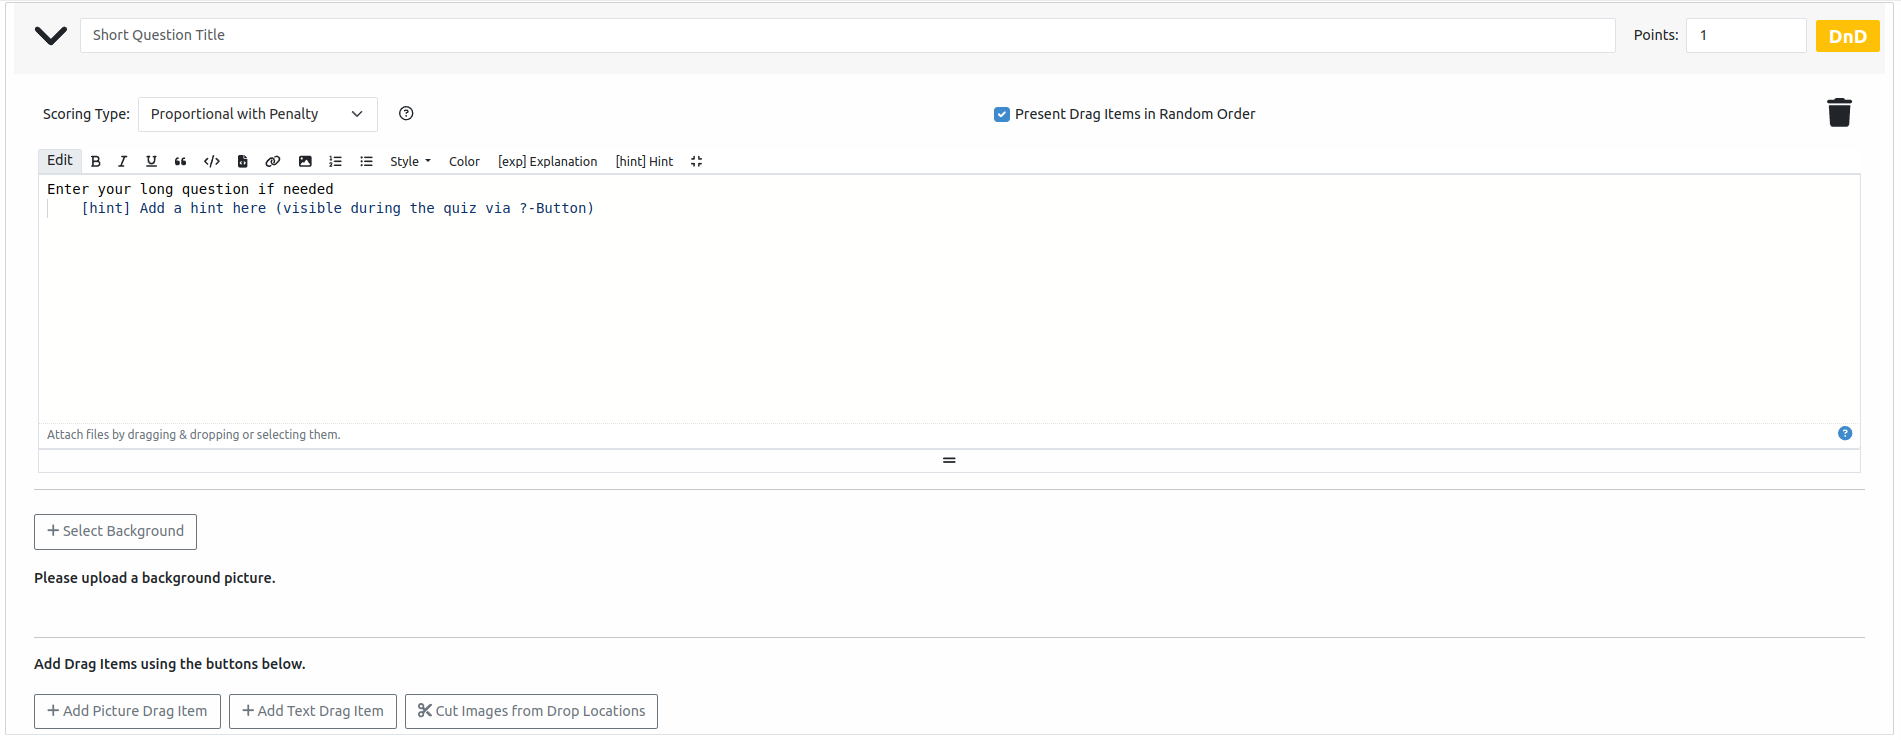 Short Question Title
Points: 1 DnD
Scoring Type: Proportional with Penalty
Present Drag Items in Random Order
Edit B I U Style Color [exp] Explanation [hint] Hint
Enter your long question if needed
[hint] Add a hint here (visible during the quiz via ?-Button)
Attach files by dragging & dropping or selecting them.
+ Select Background
Please upload a background picture.
Add Drag Items using the buttons below.
+ Add Picture Drag Item + Add Text Drag Item Cut Images from Drop Locations